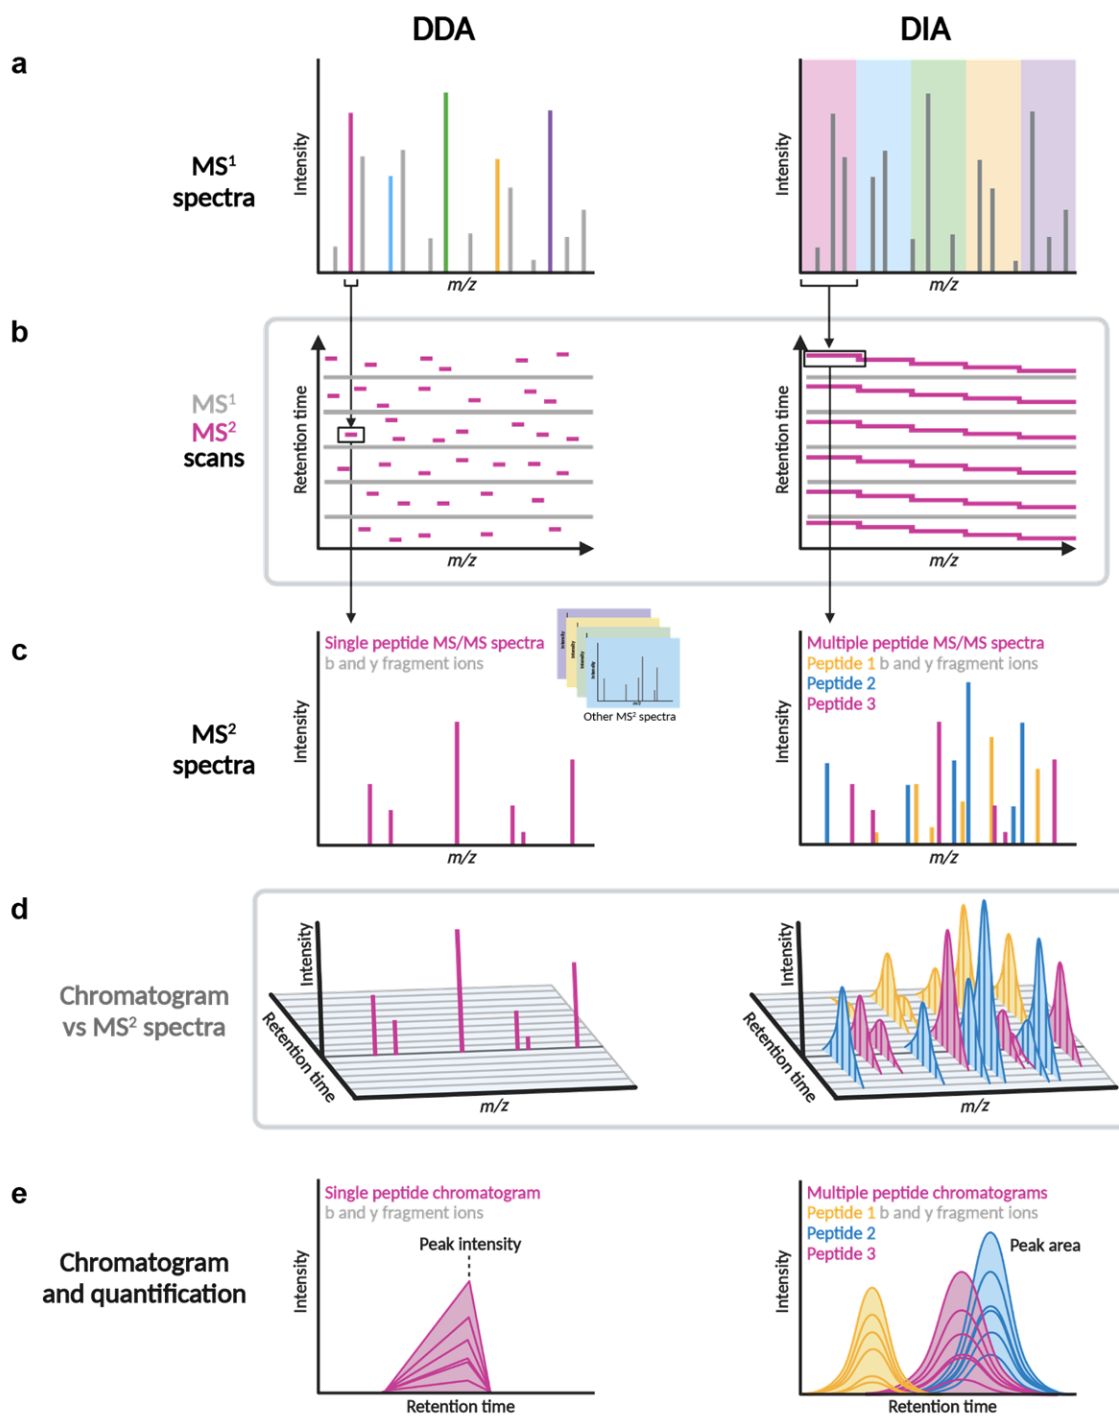 DDA
DIA
a
MS¹
spectra
Intensity
m/z
Intensity
m/z
b
MS¹
MS²
scans
Retention time
m/z
Retention time
m/z
c
MS²
spectra
Single peptide MS/MS spectra
b and y fragment ions
Intensity
m/z
Intensity
Intensity
Intensity
Intensity
m/z
Other MS² spectra
Multiple peptide MS/MS spectra
Peptide 1 b and y fragment ions
Peptide 2
Peptide 3
Intensity
m/z
d
Chromatogram
vs MS² spectra
Intensity
Retention time
m/z
Intensity
Retention time
m/z
e
Chromatogram
and quantification
Single peptide chromatogram
b and y fragment ions
Peak intensity
Intensity
Retention time
Multiple peptide chromatograms
Peptide 1 b and y fragment ions
Peptide 2
Peptide 3
Peak area
Intensity
Retention time